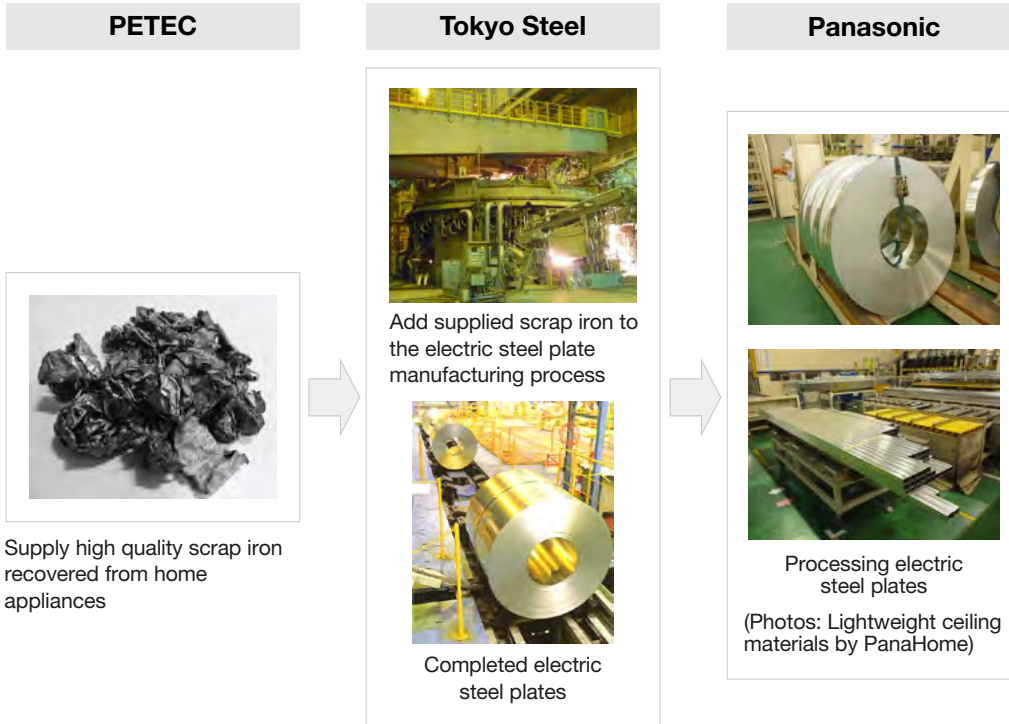 PETEC
Tokyo Steel
Panasonic
Supply high quality scrap iron
recovered from home
appliances
Add supplied scrap iron to
the electric steel plate
manufacturing process
Completed electric
steel plates
Processing electric
steel plates
(Photos: Lightweight ceiling
materials by PanaHome)